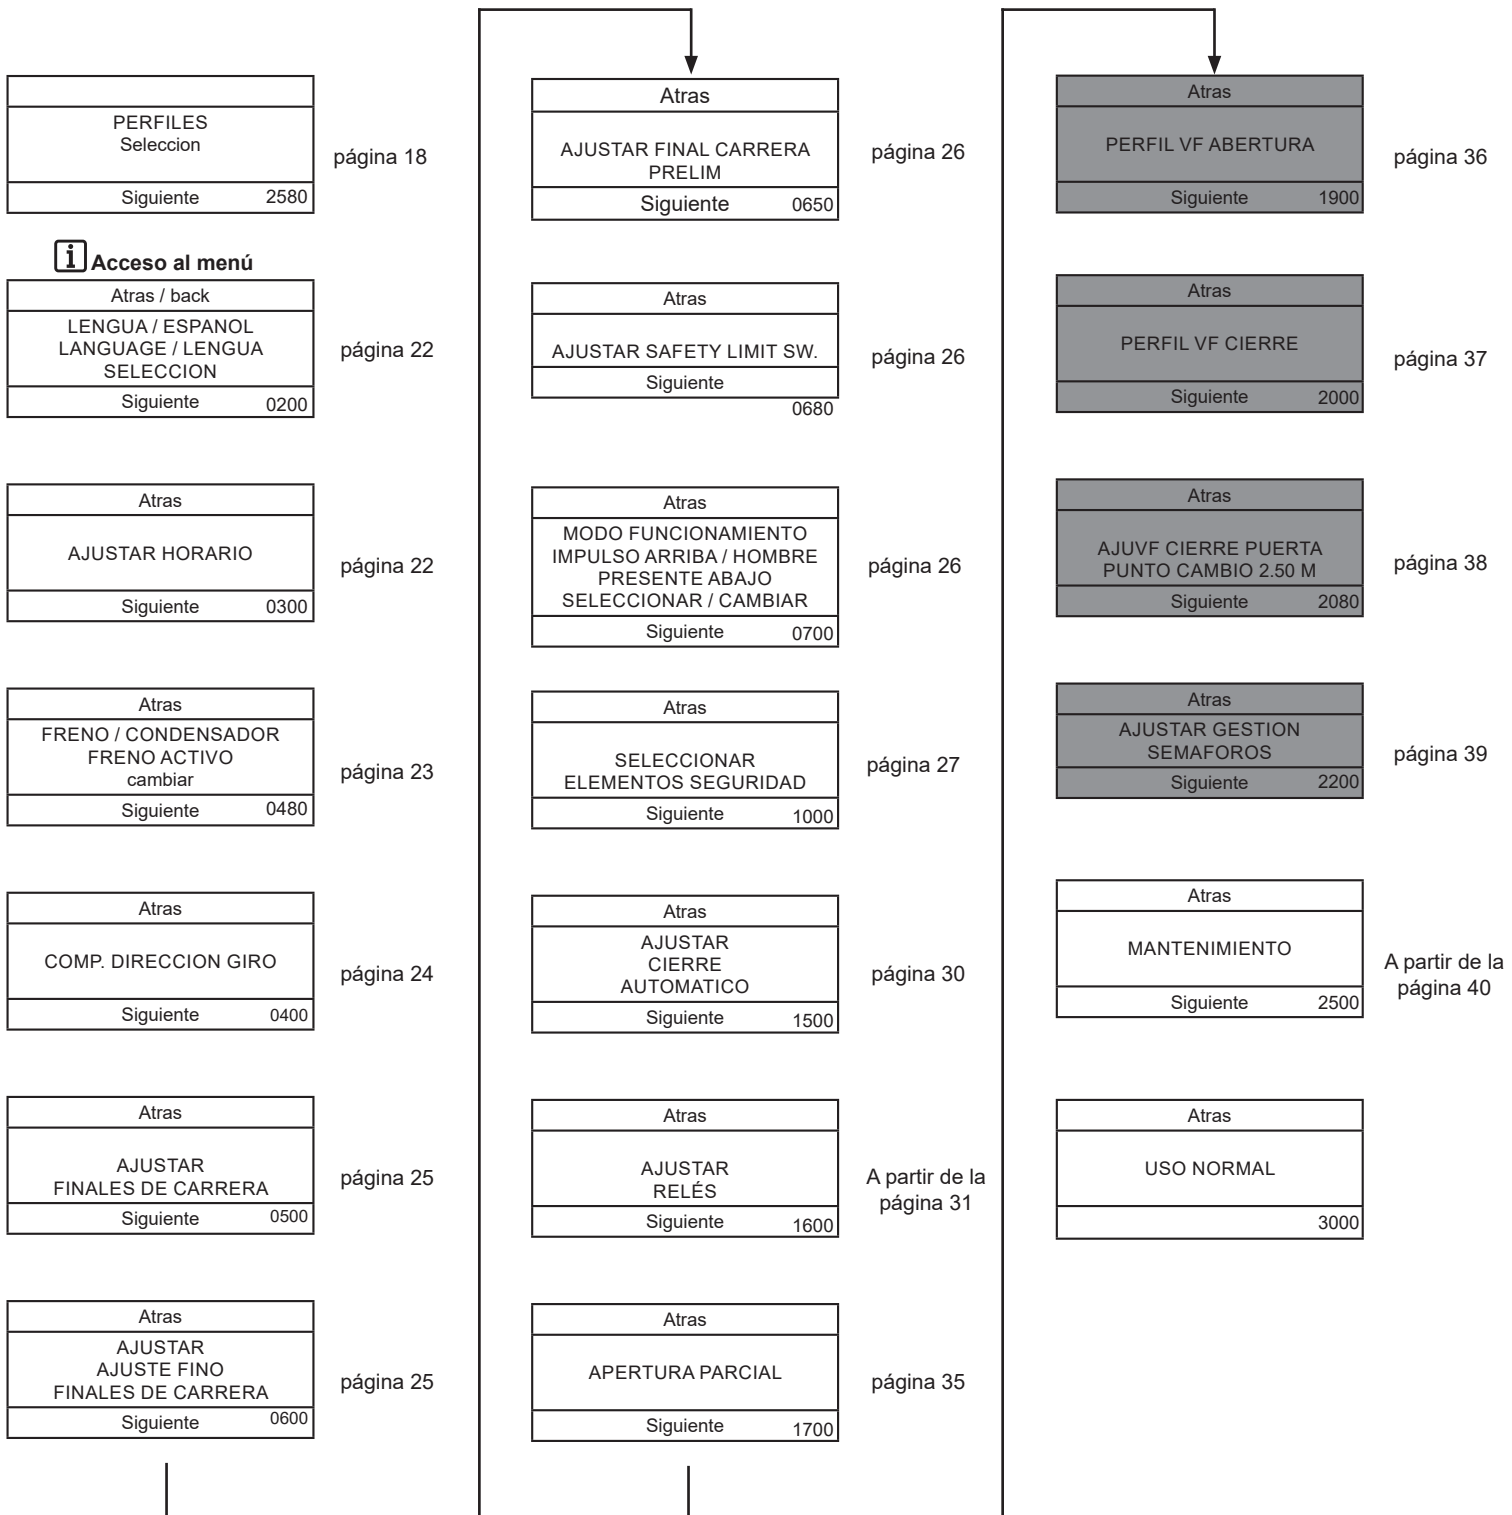 PERFILES
Seleccion
Siguiente 2580
página 18
i Acceso al menú
Atras / back
LENGUA / ESPANOL
LANGUAGE / LENGUA
SELECCION
Siguiente 0200
página 22
Atras
AJUSTAR HORARIO
Siguiente 0300
página 22
Atras
FRENO / CONDENSADOR
FRENO ACTIVO
cambiar
Siguiente 0480
página 23
Atras
COMP. DIRECCION GIRO
Siguiente 0400
página 24
Atras
AJUSTAR
FINALES DE CARRERA
Siguiente 0500
página 25
Atras
AJUSTAR
AJUSTE FINO
FINALES DE CARRERA
Siguiente 0600
página 25
Atras
AJUSTAR FINAL CARRERA
PRELIM
Siguiente 0650
página 26
Atras
AJUSTAR SAFETY LIMIT SW.
Siguiente
0680
página 26
Atras
MODO FUNCIONAMIENTO
IMPULSO ARRIBA / HOMBRE
PRESENTE ABAJO
SELECCIONAR / CAMBIAR
Siguiente 0700
página 26
Atras
SELECCIONAR
ELEMENTOS SEGURIDAD
Siguiente 1000
página 27
Atras
AJUSTAR
CIERRE
AUTOMATICO
Siguiente 1500
página 30
Atras
AJUSTAR
RELÉS
Siguiente 1600
A partir de la
página 31
Atras
APERTURA PARCIAL
Siguiente 1700
página 35
Atras
PERFIL VF ABERTURA
Siguiente 1900
página 36
Atras
PERFIL VF CIERRE
Siguiente 2000
página 37
Atras
AJUVF CIERRE PUERTA
PUNTO CAMBIO 2.50 M
Siguiente 2080
página 38
Atras
AJUSTAR GESTION
SEMAFOROS
Siguiente 2200
página 39
Atras
MANTENIMIENTO
Siguiente 2500
A partir de la
página 40
Atras
USO NORMAL
3000